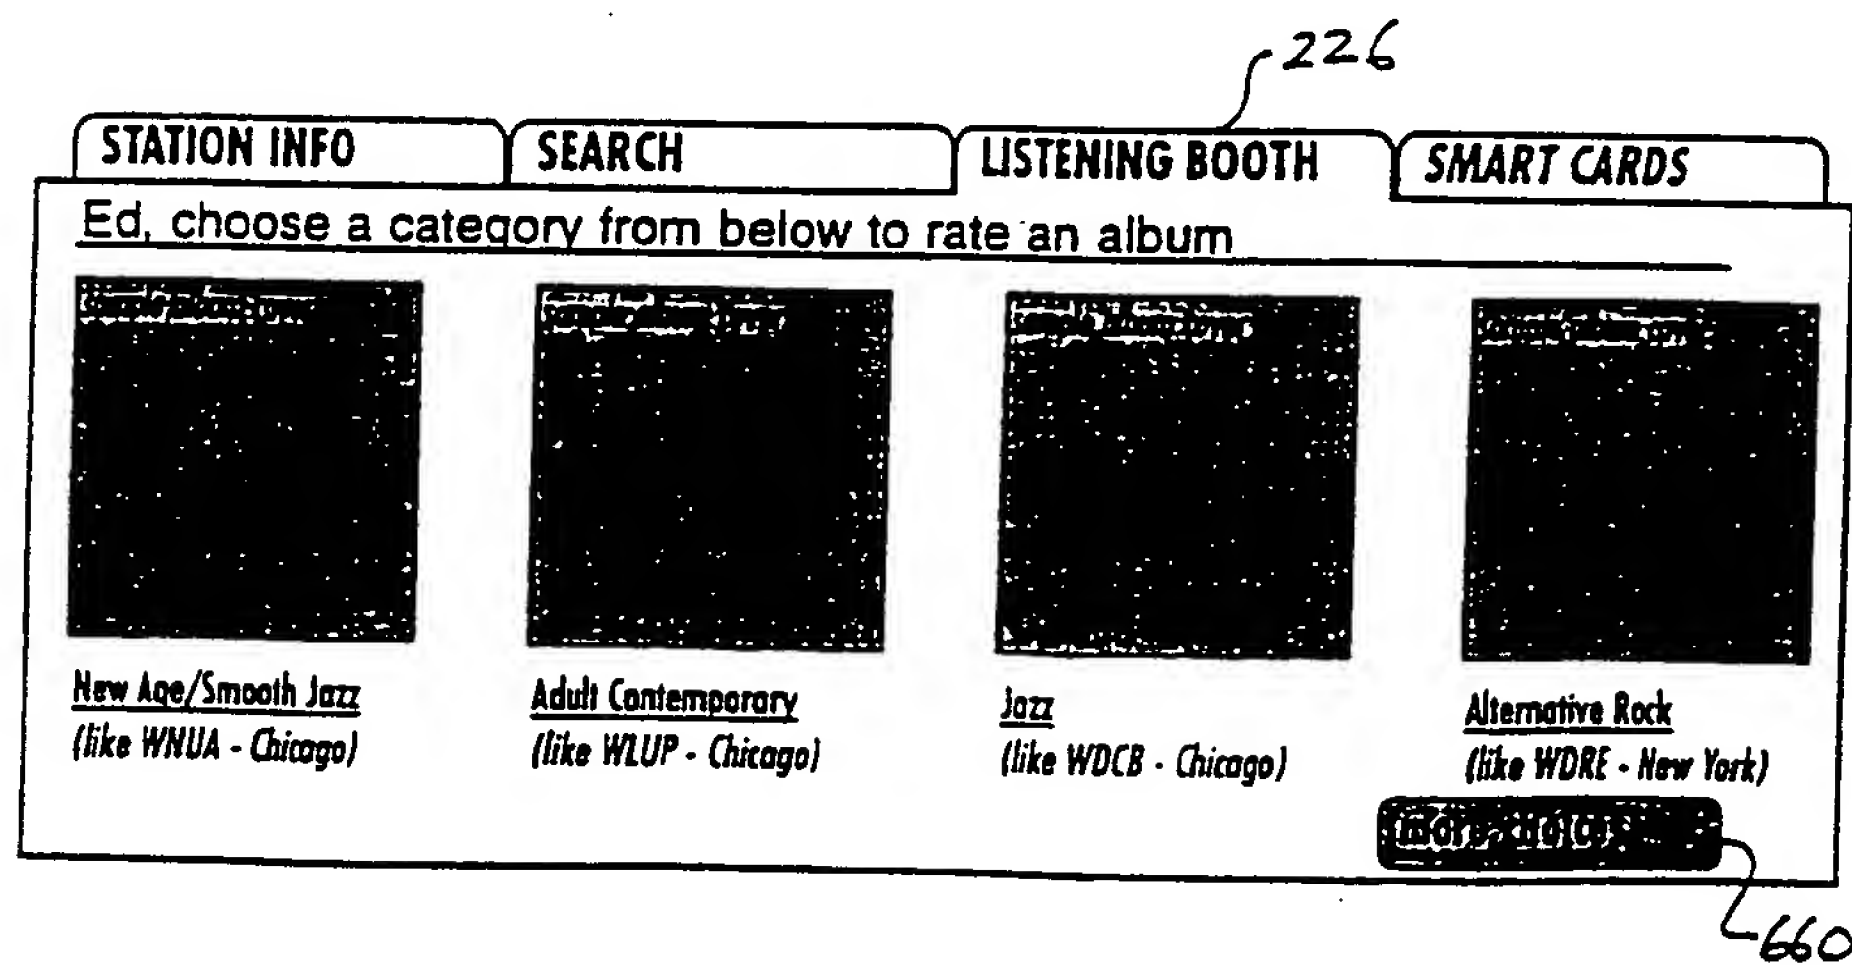 226
STATION INFO
SEARCH
LISTENING BOOTH
SMART CARDS
Ed, choose a category from below to rate an album
New Age/Smooth Jazz
(like WNUA - Chicago)
Adult Contemporary
(like WLUP - Chicago)
Jazz
(like WDCB - Chicago)
Alternative Rock
(like WDRE - New York)
more
660